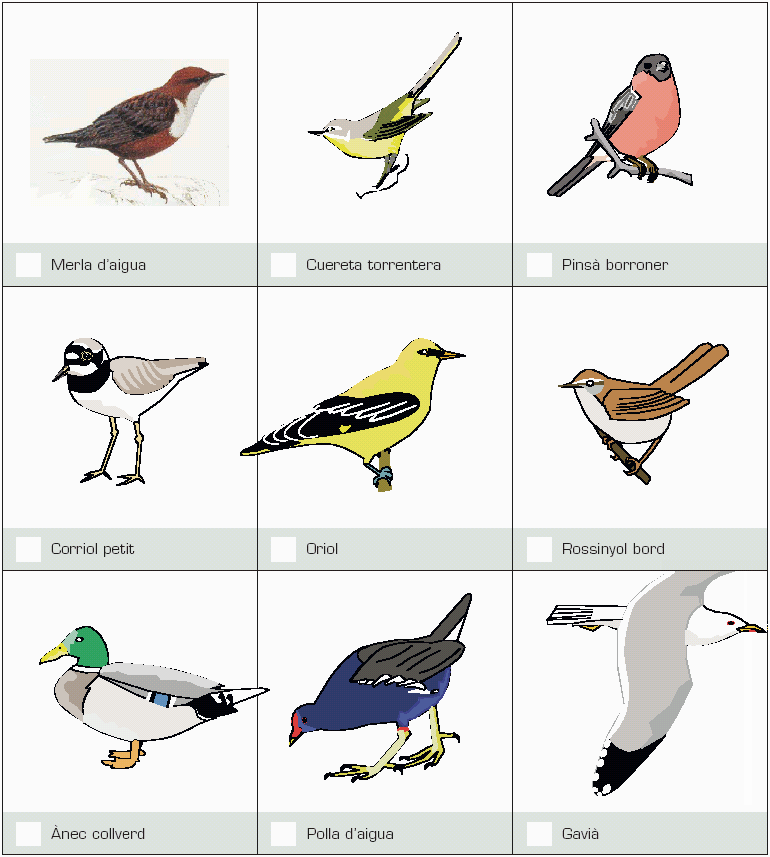 Merla d'aigua
Cuereta torrentera
Pinsà borroner
Corriol petit
Oriol
Rossinyol bord
Ànec collverd
Polla d'aigua
Gavià